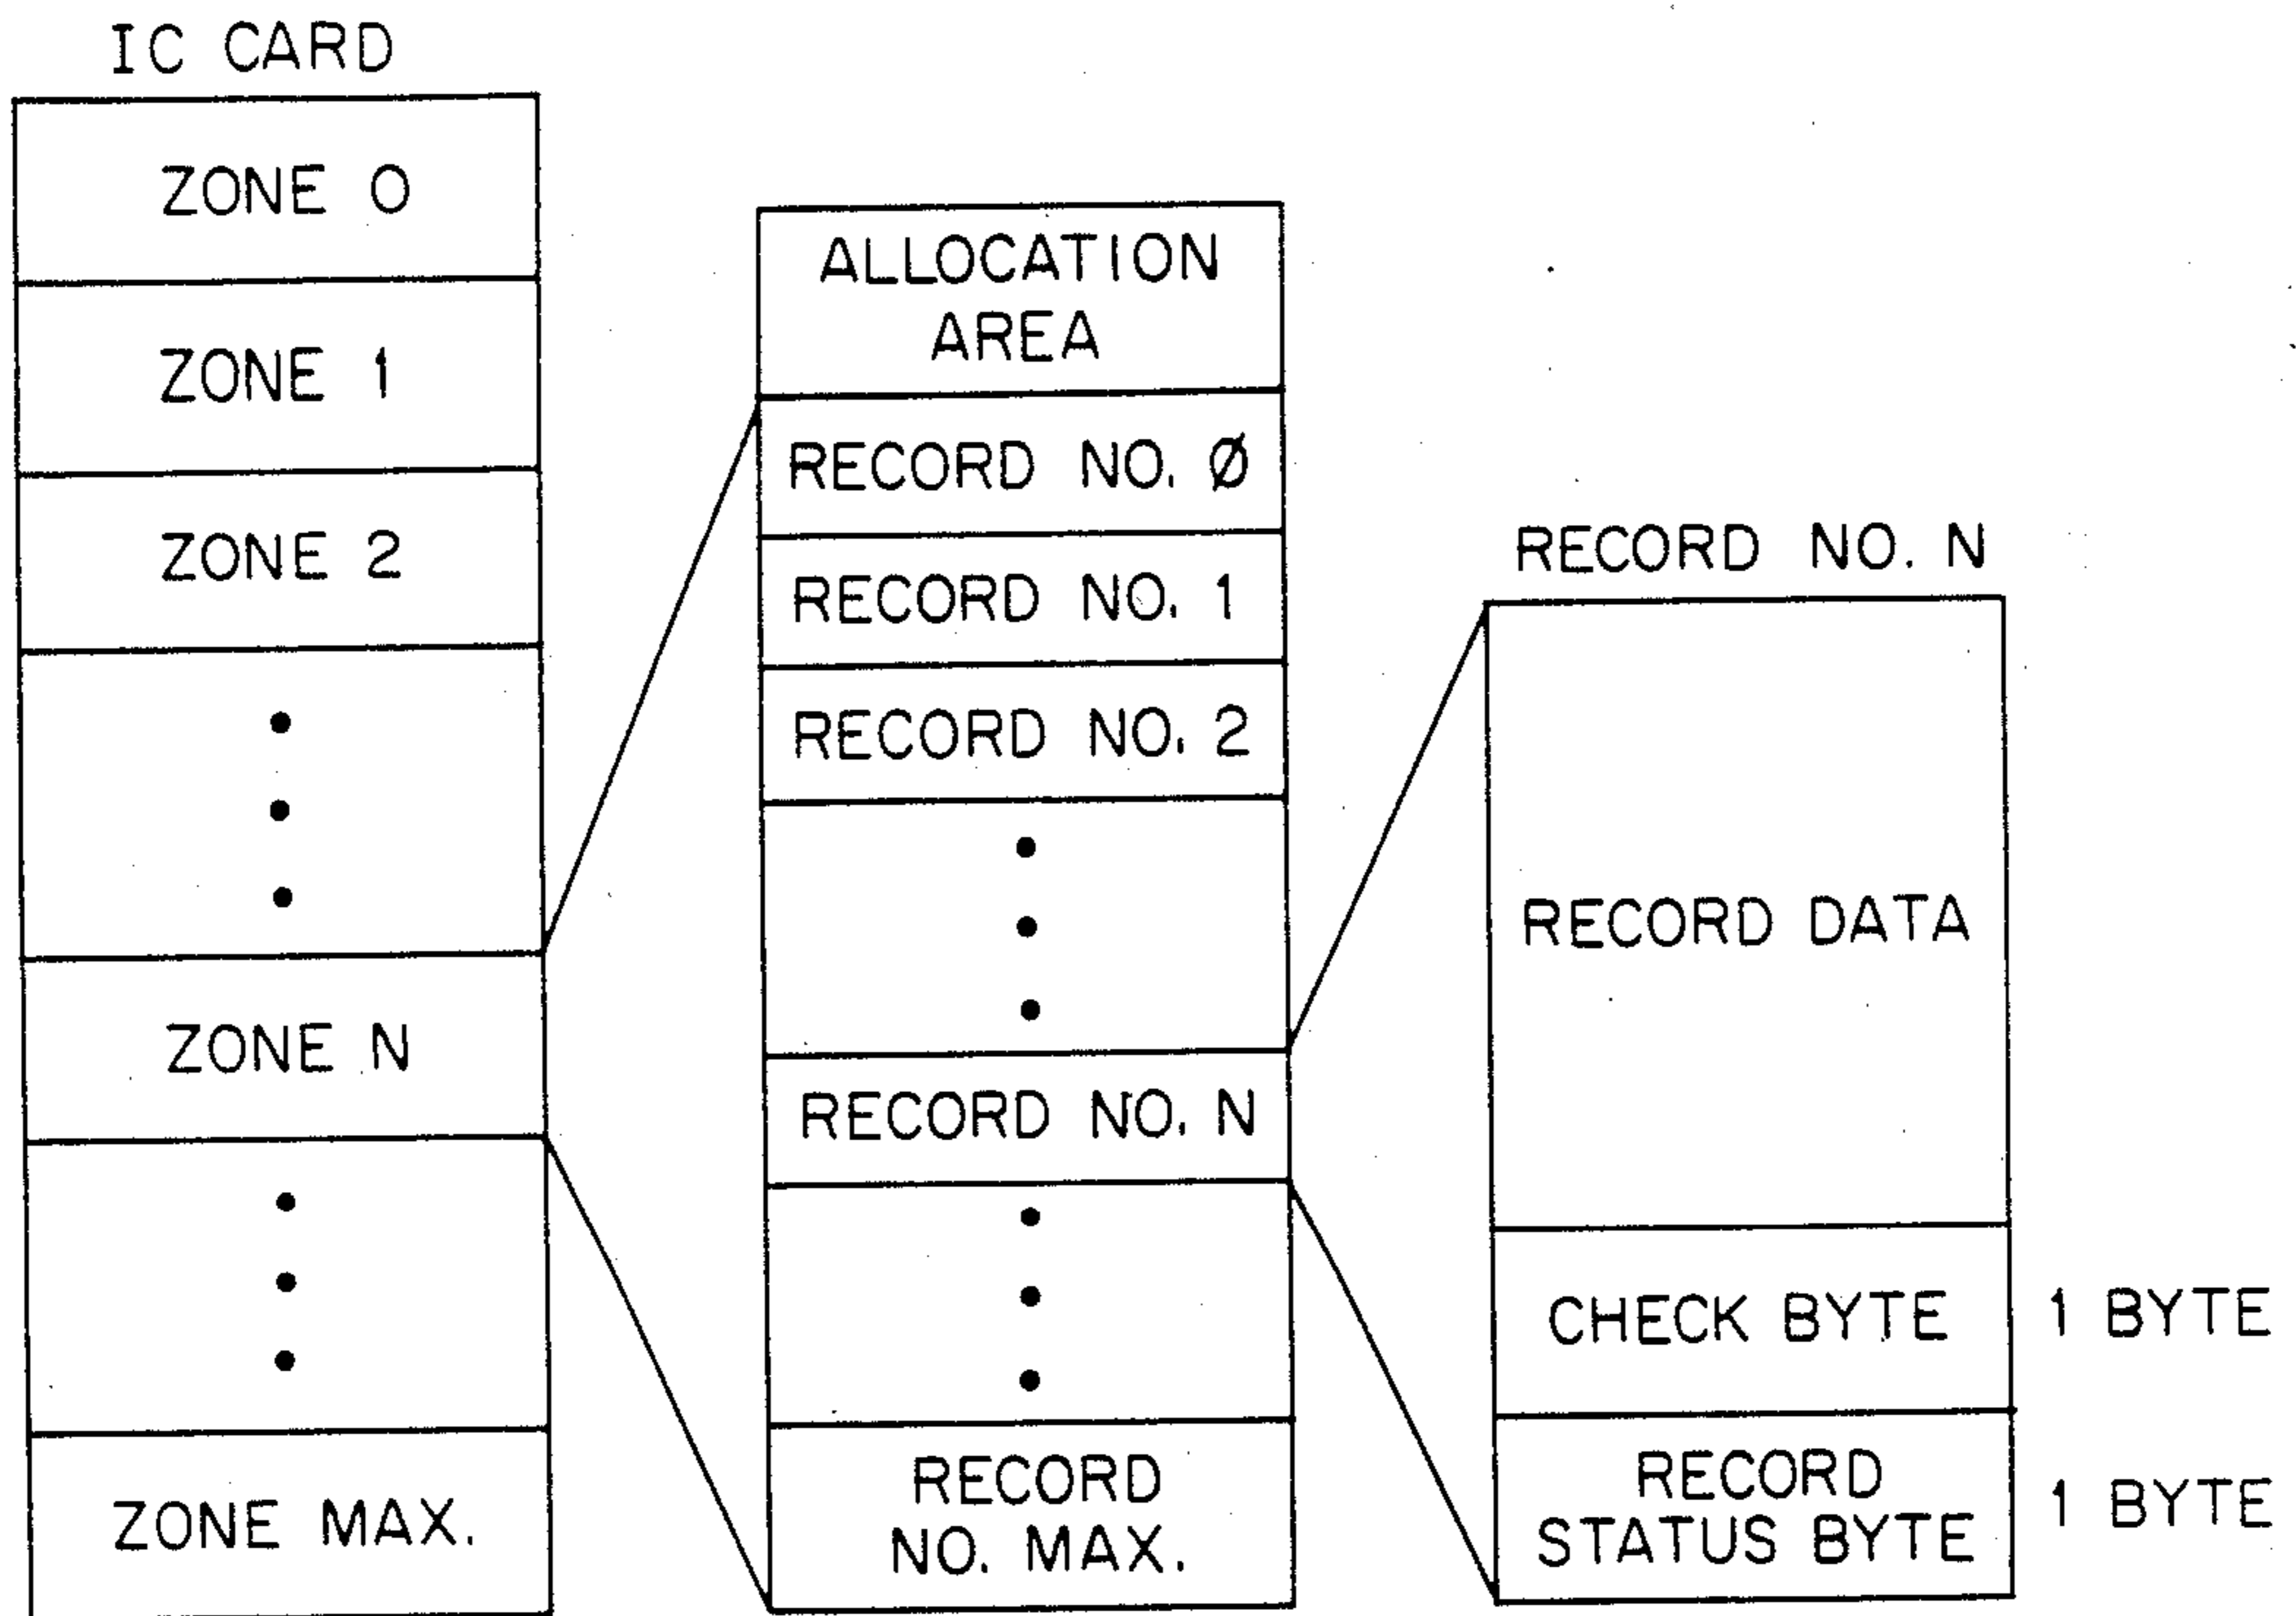 IC CARD
ZONE 0
ZONE 1
ZONE 2
ZONE N
ZONE MAX.
ALLOCATION
AREA
RECORD NO. Ø
RECORD NO. 1
RECORD NO. 2
RECORD NO. N
RECORD
NO. MAX.
RECORD NO. N
RECORD DATA
CHECK BYTE 1 BYTE
RECORD
STATUS BYTE 1 BYTE